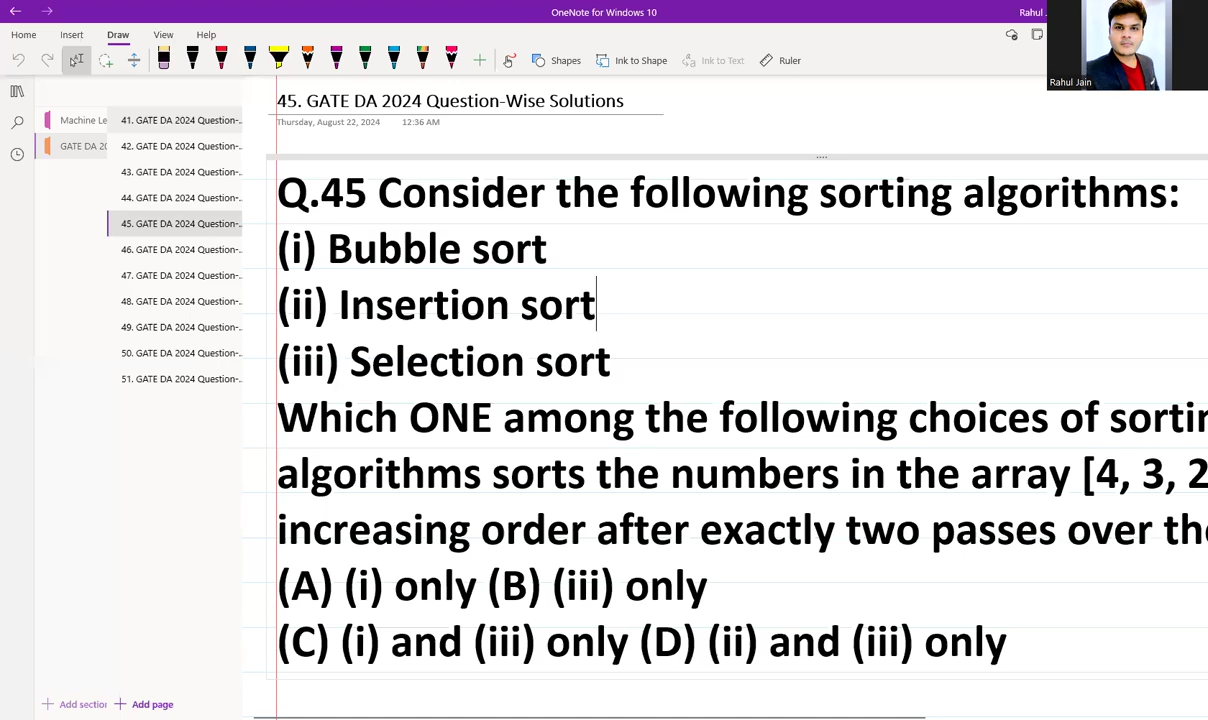 OneNote for Windows 10
Rahul J
Home Insert Draw View Help
Shapes Ink to Shape Ink to Text Ruler
Rahul Jain
45. GATE DA 2024 Question-Wise Solutions
Thursday, August 22, 2024 12:36 AM
Machine Le
GATE DA 20
41. GATE DA 2024 Question-..
42. GATE DA 2024 Question-..
43. GATE DA 2024 Question-..
44. GATE DA 2024 Question-..
45. GATE DA 2024 Question-..
46. GATE DA 2024 Question-..
47. GATE DA 2024 Question-..
48. GATE DA 2024 Question-..
49. GATE DA 2024 Question-..
50. GATE DA 2024 Question-..
51. GATE DA 2024 Question-..
Q.45 Consider the following sorting algorithms:
(i) Bubble sort
(ii) Insertion sort
(iii) Selection sort
Which ONE among the following choices of sortin
algorithms sorts the numbers in the array [4, 3, 2
increasing order after exactly two passes over the
(A) (i) only (B) (iii) only
(C) (i) and (iii) only (D) (ii) and (iii) only
Add section Add page